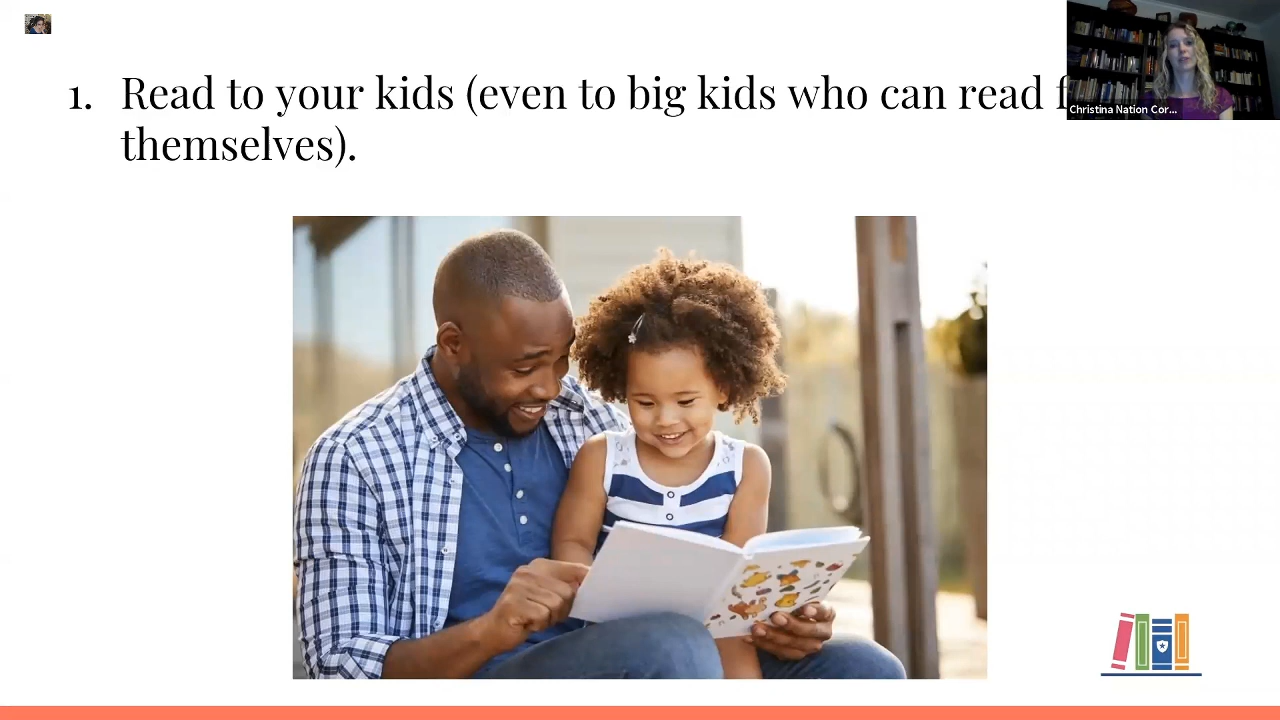 1. Read to your kids (even to big kids who can read
themselves).
Christina Nation Cor...